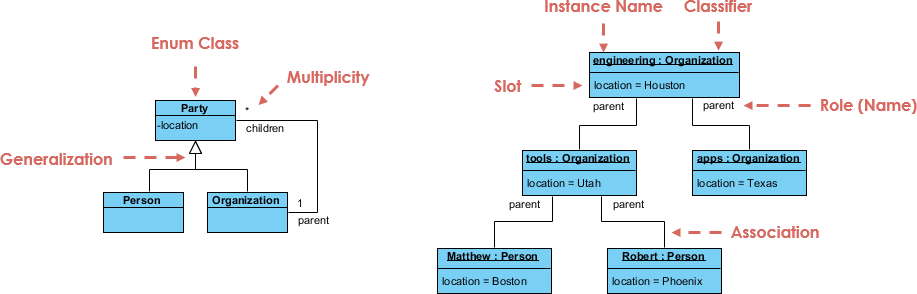 Enum Class
Multiplicity
Party
-location
*
children
Generalization
Person
Organization
1
parent
Instance Name
Classifier
engineering : Organization
location = Houston
Slot
parent
parent
Role (Name)
tools : Organization
location = Utah
apps : Organization
location = Texas
parent
parent
Association
Matthew : Person
location = Boston
Robert : Person
location = Phoenix